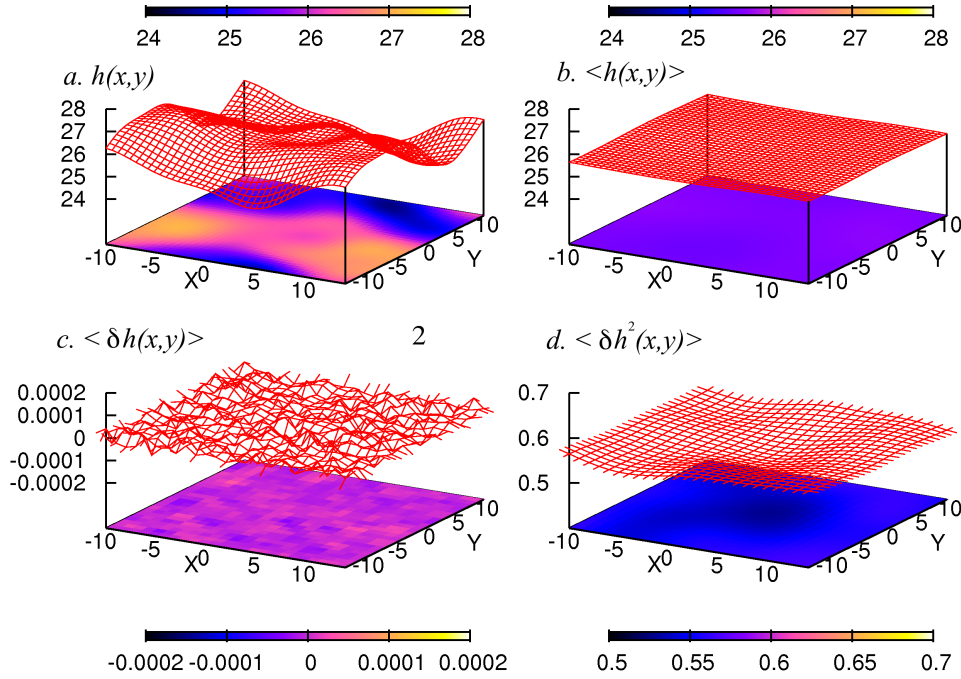 24 25 26 27 28
24 25 26 27 28
a. h(x,y)
b. <h(x,y)>
28
27
26
25
24
-10 -5 X 0 5 10
-10 -5 0 5 10 Y
28
27
26
25
24
-10 -5 X 0 5 10
-10 -5 0 5 10 Y
c. < δh(x,y)>
2
d. < δh²(x,y)>
0.0002
0.0001
0
-0.0001
-0.0002
-10 -5 X 0 5 10
-10 -5 0 5 10 Y
0.7
0.6
0.5
-10 -5 X 0 5 10
-10 -5 0 5 10 Y
-0.0002 -0.0001 0 0.0001 0.0002
0.5 0.55 0.6 0.65 0.7